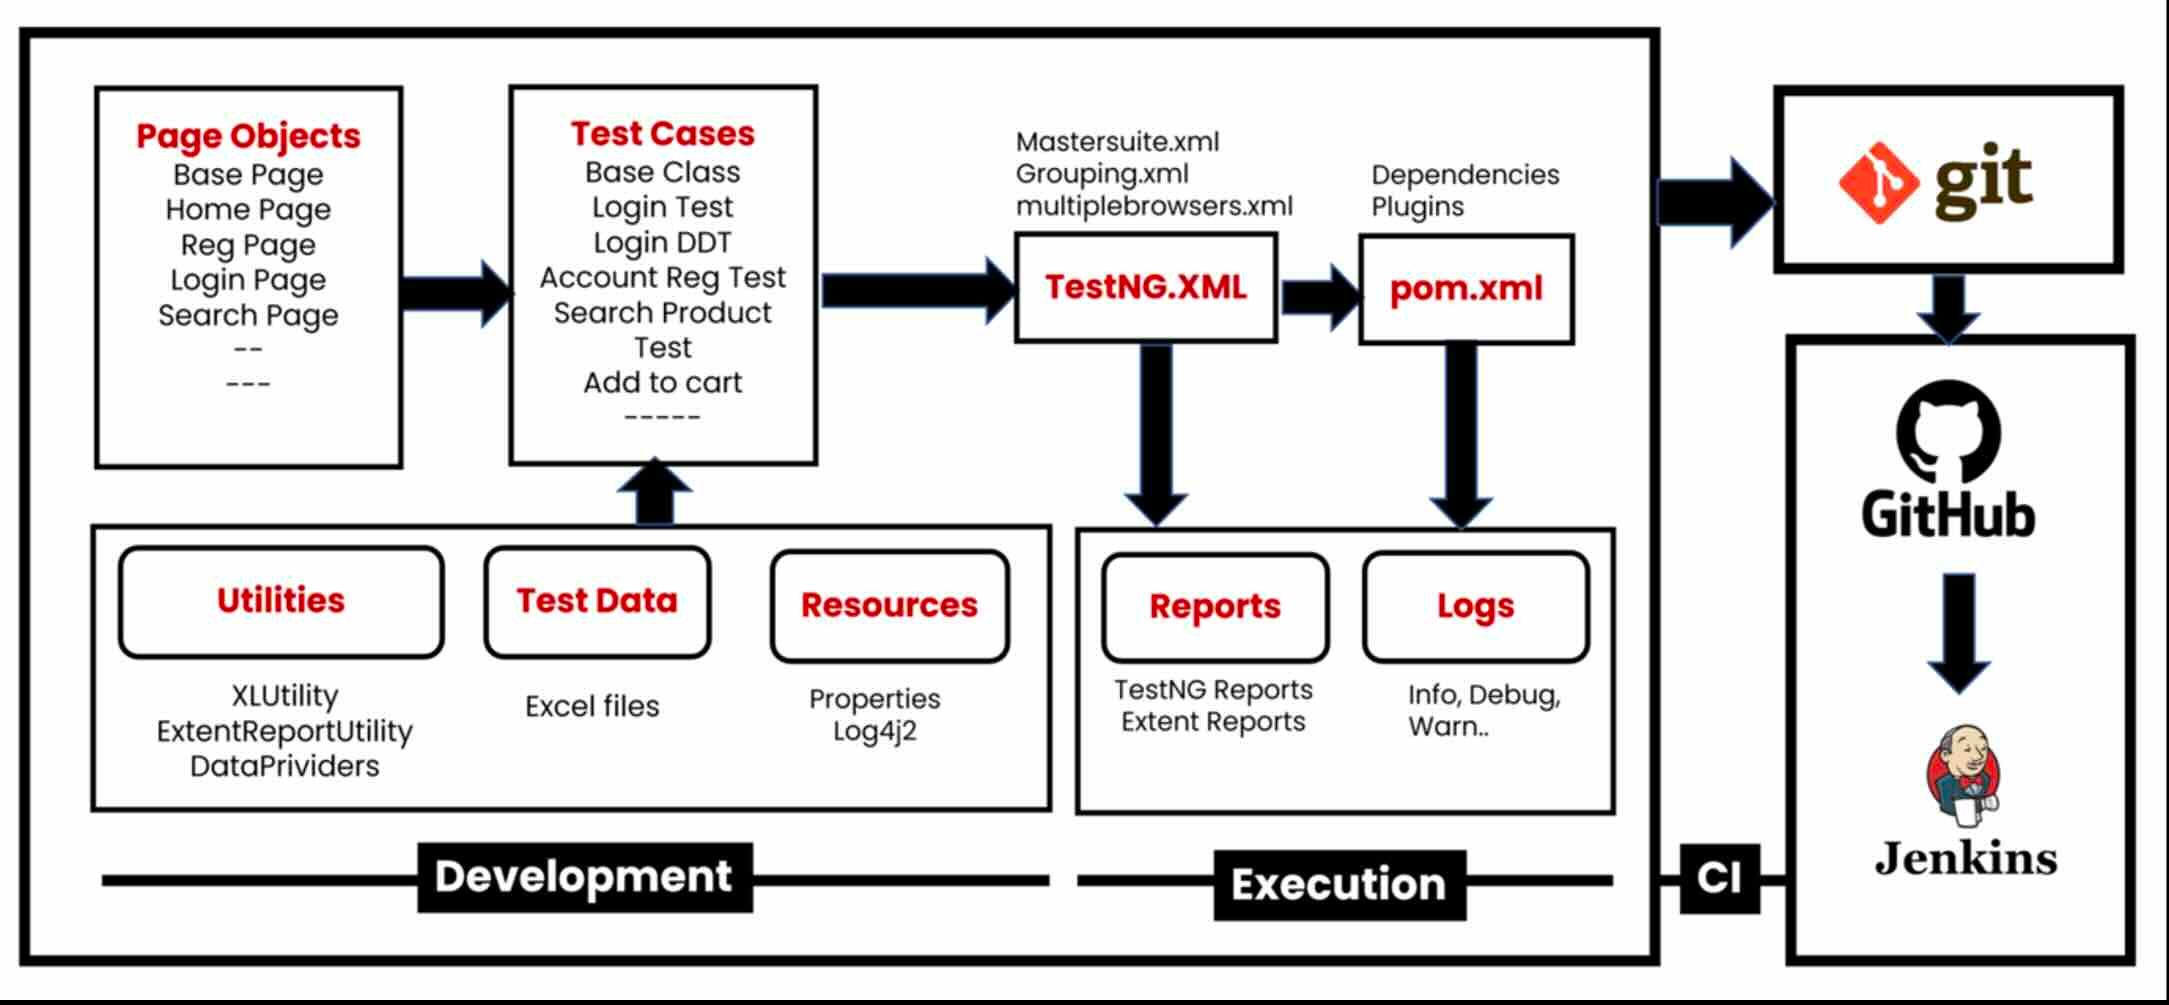 Page Objects
Base Page
Home Page
Reg Page
Login Page
Search Page
--
---
Test Cases
Base Class
Login Test
Login DDT
Account Reg Test
Search Product
Test
Add to cart
-----
Mastersuite.xml
Grouping.xml
multiplebrowsers.xml
TestNG.XML
Dependencies
Plugins
pom.xml
Utilities
XLUtility
ExtentReportUtility
DataPrividers
Test Data
Excel files
Resources
Properties
Log4j2
Reports
TestNG Reports
Extent Reports
Logs
Info, Debug,
Warn..
Development
Execution
CI
git
GitHub
Jenkins